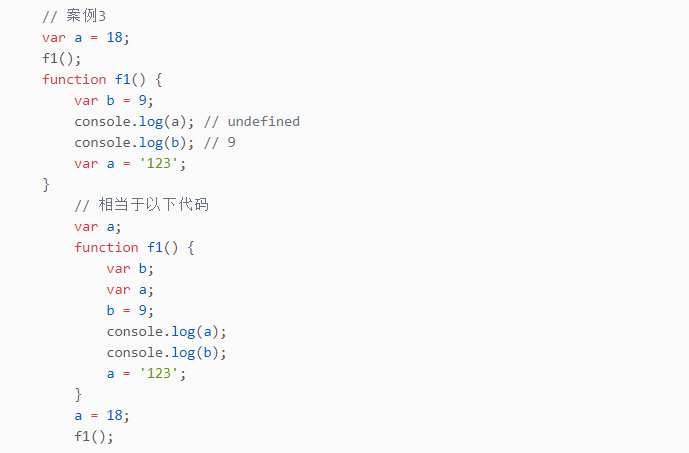 // 案例3
var a = 18;
f1();
function f1() {
var b = 9;
console.log(a); // undefined
console.log(b); // 9
var a = '123';
}
// 相当于以下代码
var a;
function f1() {
var b;
var a;
b = 9;
console.log(a);
console.log(b);
a = '123';
}
a = 18;
f1();